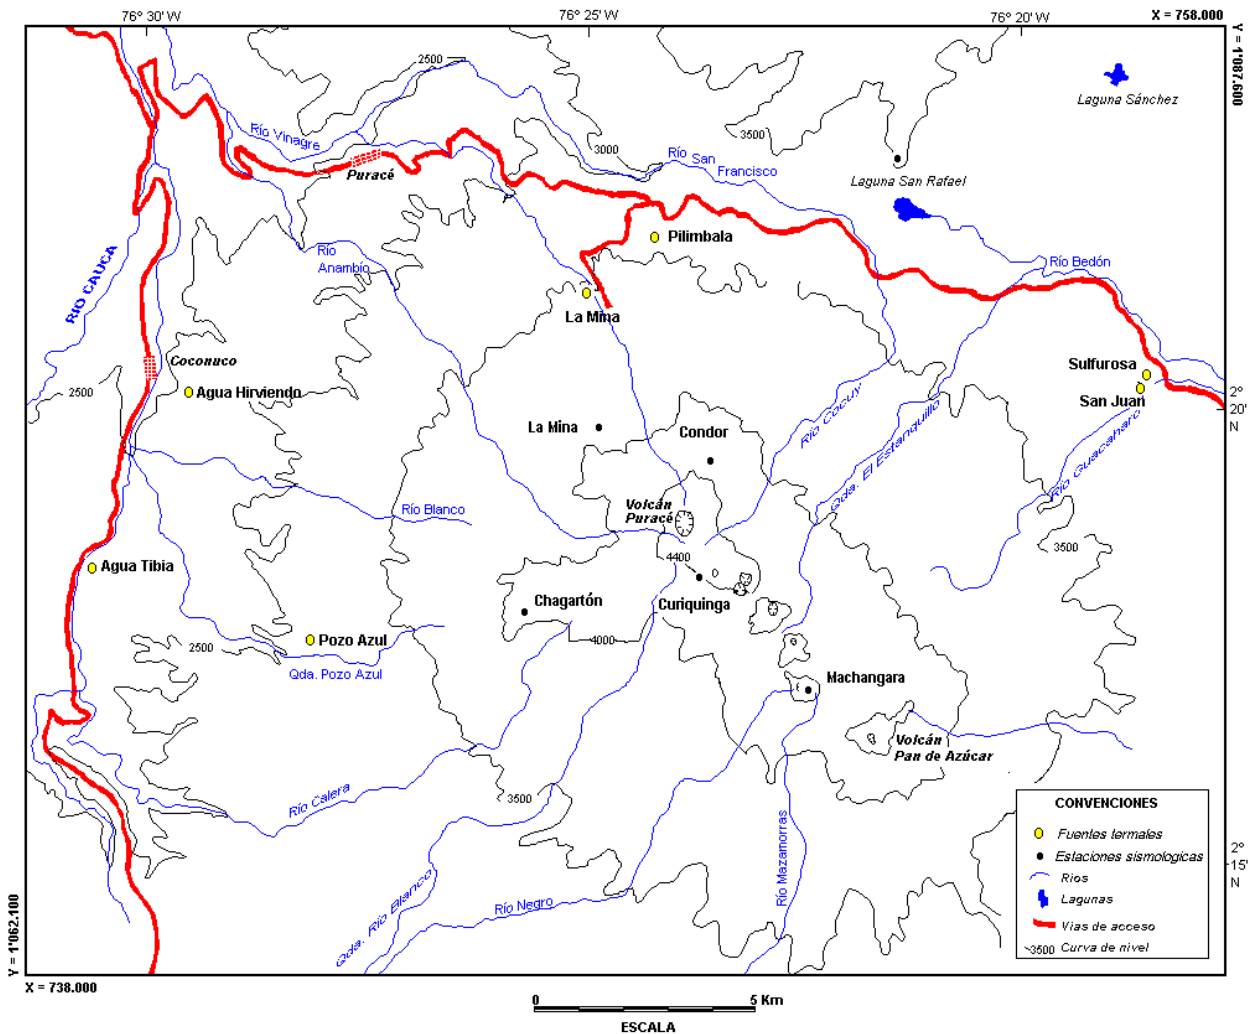 76° 30' W
76° 25' W
76° 20' W
X = 758.000
Y = 1'087.600
2500
Laguna Sánchez
Río Vinagre
3000
3500
Río San
Francisco
Puracé
Laguna San Rafael
Pilimbala
Río
Anambío
Río Bedón
RIO CAUCA
La Mina
Coconuco
Sulfurosa
2500
Agua Hirviendo
San Juan
2°
20'
N
La Mina
Condor
Río Cocuy
Qda. El Estanquillo
Río Guacaharo
Río Blanco
Volcán
Puracé
4400
3500
Agua Tibia
Chagartón
Curiquinga
2500
Pozo Azul
4000
Qda. Pozo Azul
Machangara
Volcán
Pan de Azúcar
Río Calera
3500
Río Mazamorras
Qda. Río Blanco
Río Negro
CONVENCIONES
Fuentes termales
Estaciones sismologicas
Rios
Lagunas
Vias de acceso
3500 Curva de nivel
2°
15'
N
Y = 1'062.100
X = 738.000
0 5 Km
ESCALA